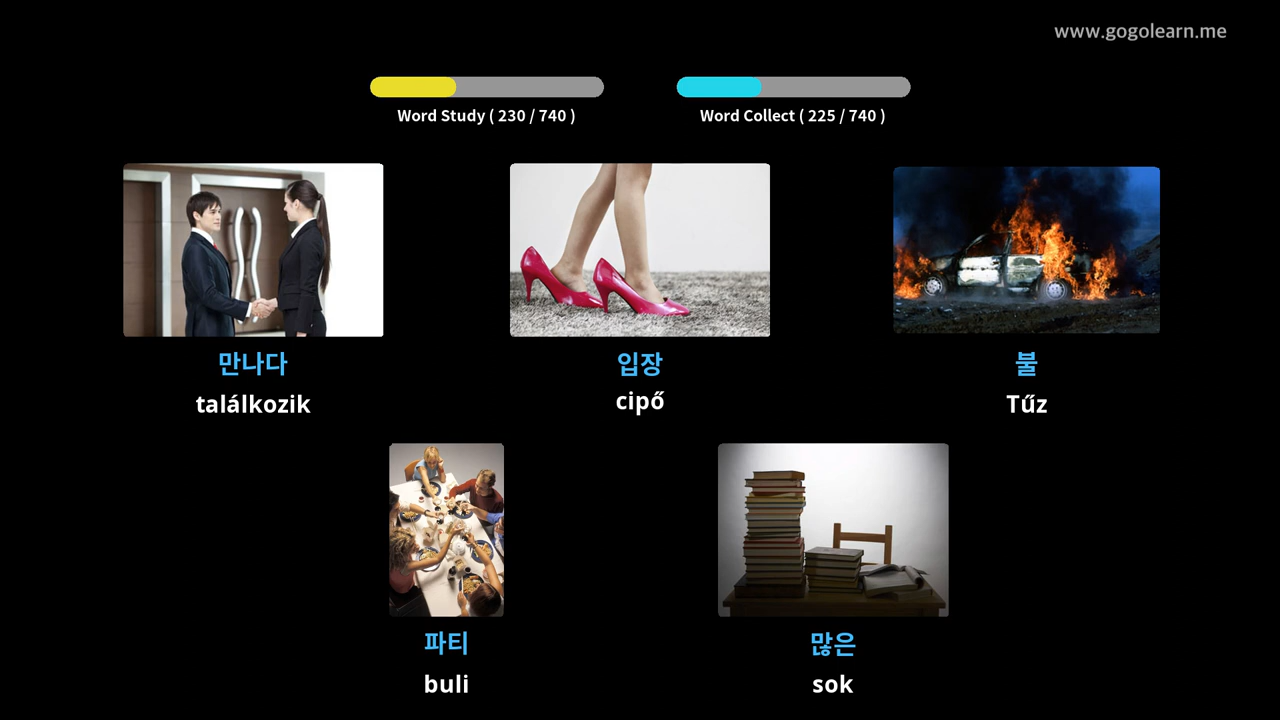 www.gogolearn.me
Word Study ( 230 / 740 )
Word Collect ( 225 / 740 )
만나다
találkozik
입장
cipő
불
Tűz
파티
buli
많은
sok